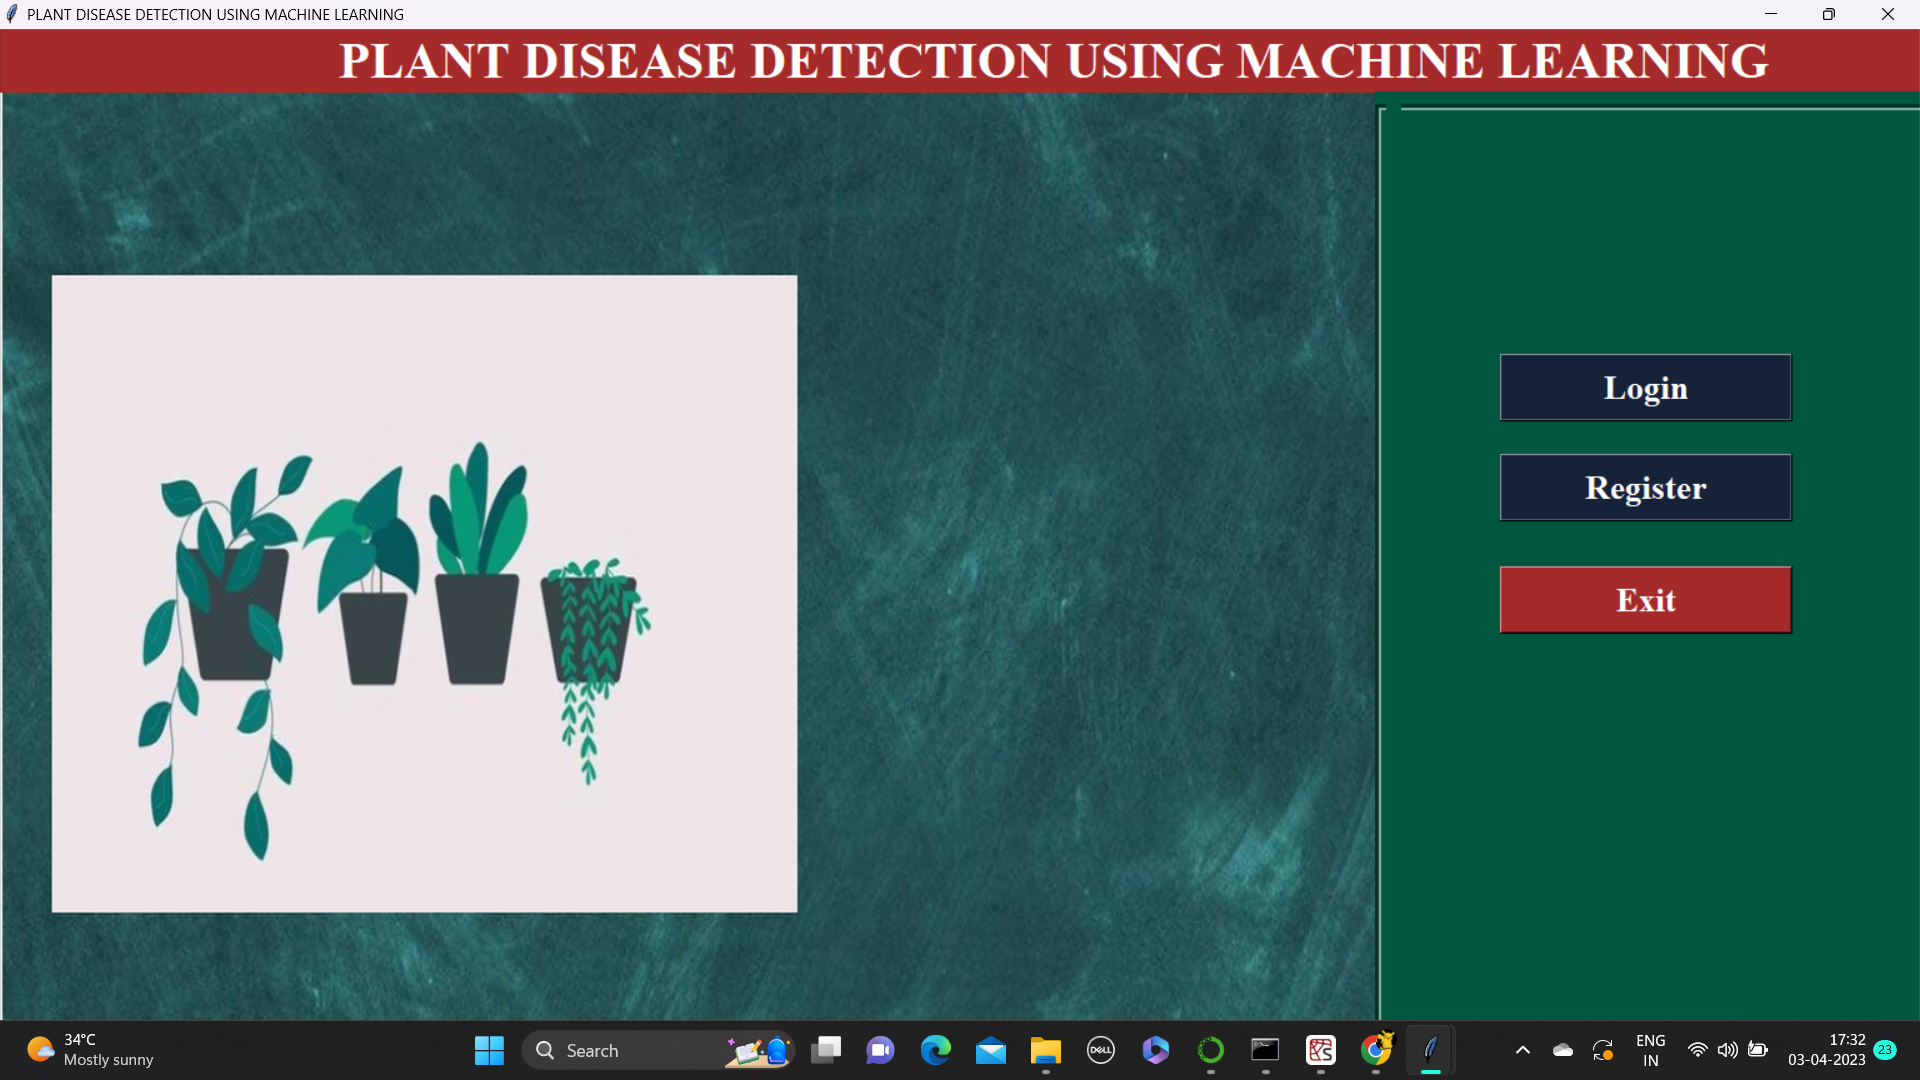 PLANT DISEASE DETECTION USING MACHINE LEARNING
PLANT DISEASE DETECTION USING MACHINE LEARNING
Login
Register
Exit
34°C
Mostly sunny
Search
DELL
ENG
IN
17:32
03-04-2023
23